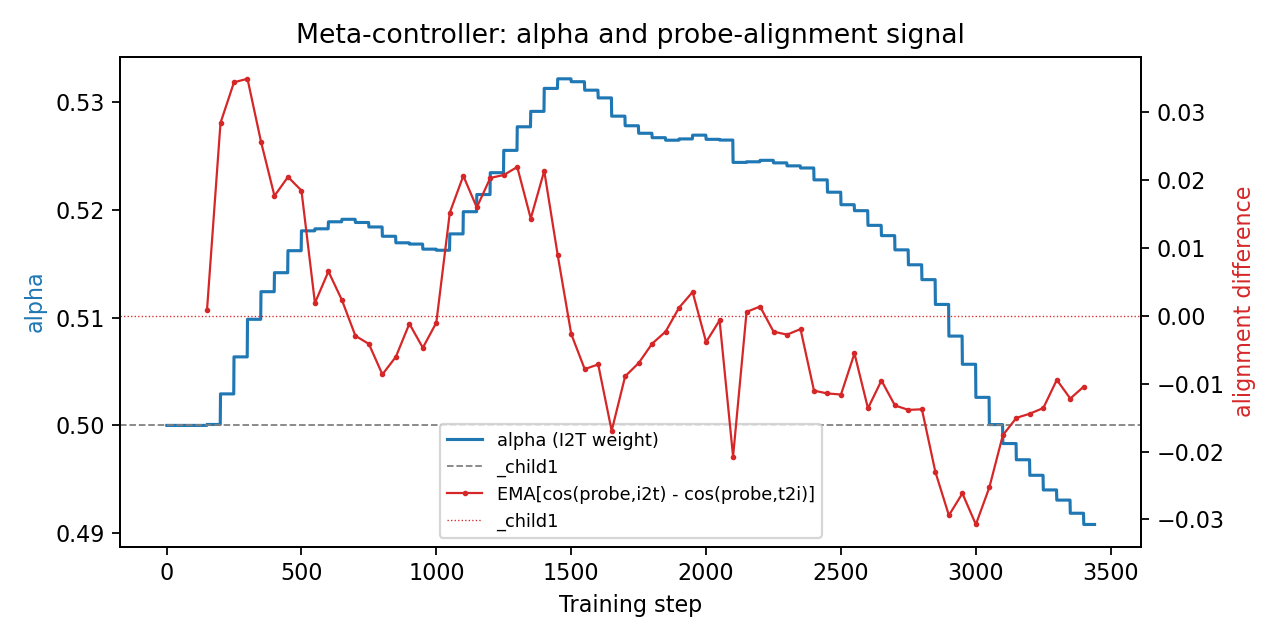 Meta-controller: alpha and probe-alignment signal
0.53
0.52
0.51
0.50
0.49
alpha
0.03
0.02
0.01
0.00
−0.01
−0.02
−0.03
alignment difference
alpha (I2T weight)
_child1
EMA[cos(probe,i2t) - cos(probe,t2i)]
_child1
0 500 1000 1500 2000 2500 3000 3500
Training step